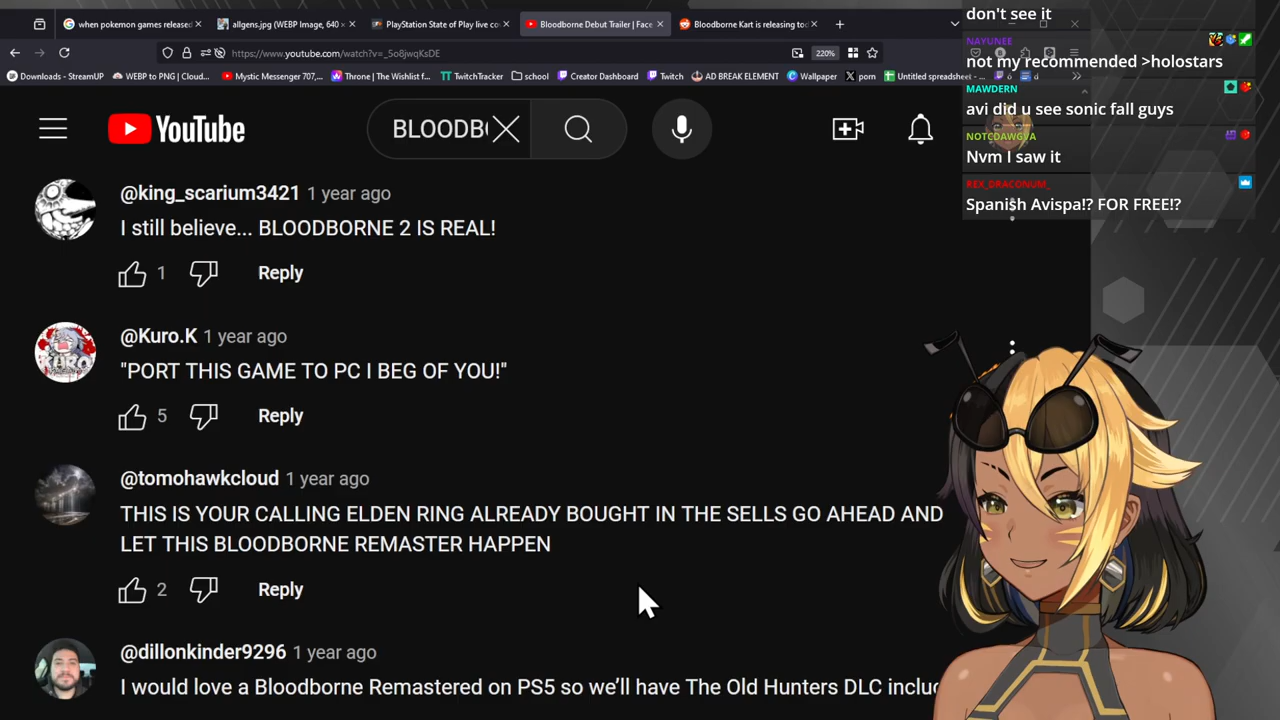 when pokemon games released
allgens.jpg (WEBP Image, 640 ×
PlayStation State of Play live co
Bloodborne Debut Trailer | Face
Bloodborne Kart is releasing to
https://www.youtube.com/watch?v=_5o8jwqKsDE
220%
Downloads - StreamUP
WEBP to PNG | Cloud...
Mystic Messenger 707,...
Throne | The Wishlist f...
TwitchTracker
school
Creator Dashboard
Twitch
AD BREAK ELEMENT
Wallpaper
porn
Untitled spreadshee...
YouTube
BLOODB
@king_scarium3421 1 year ago
I still believe... BLOODBORNE 2 IS REAL!
1
Reply
@Kuro.K 1 year ago
"PORT THIS GAME TO PC I BEG OF YOU!"
5
Reply
@tomohawkcloud 1 year ago
THIS IS YOUR CALLING ELDEN RING ALREADY BOUGHT IN THE SELLS GO AHEAD AND
LET THIS BLOODBORNE REMASTER HAPPEN
2
Reply
@dillonkinder9296 1 year ago
I would love a Bloodborne Remastered on PS5 so we'll have The Old Hunters DLC inclu
don't see it
NAYUNEE
not my recommended >holostars
MAWDERN
avi did u see sonic fall guys
NOTCDAWGVA
Nvm I saw it
REX_DRACONUM_
Spanish Avispa!? FOR FREE!?